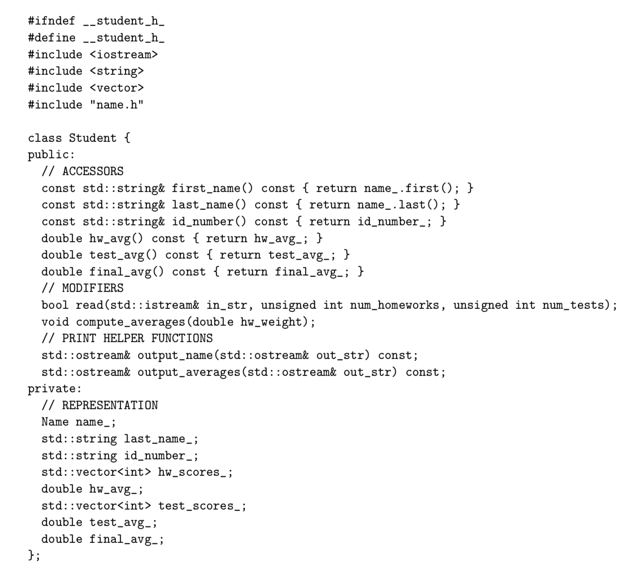 #ifndef __student_h_
#define __student_h_
#include <iostream>
#include <string>
#include <vector>
#include "name.h"
class Student {
public:
// ACCESSORS
const std::string& first_name() const { return name_.first(); }
const std::string& last_name() const { return name_.last(); }
const std::string& id_number() const { return id_number_; }
double hw_avg() const { return hw_avg_; }
double test_avg() const { return test_avg_; }
double final_avg() const { return final_avg_; }
// MODIFIERS
bool read(std::istream& in_str, unsigned int num_homeworks, unsigned int num_tests);
void compute_averages(double hw_weight);
// PRINT HELPER FUNCTIONS
std::ostream& output_name(std::ostream& out_str) const;
std::ostream& output_averages(std::ostream& out_str) const;
private:
// REPRESENTATION
Name name_;
std::string last_name_;
std::string id_number_;
std::vector<int> hw_scores_;
double hw_avg_;
std::vector<int> test_scores_;
double test_avg_;
double final_avg_;
};